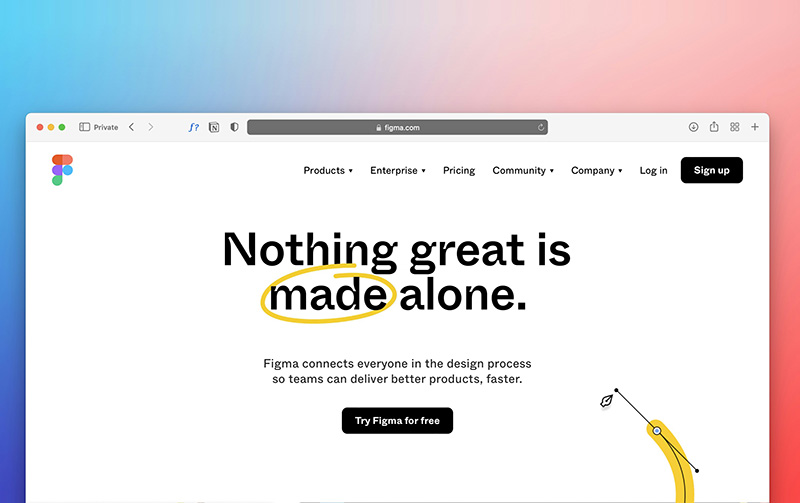 Private
f?
N
figma.com
Products Enterprise Pricing Community Company Log in Sign up
Nothing great is
made alone.
Figma connects everyone in the design process
so teams can deliver better products, faster.
Try Figma for free